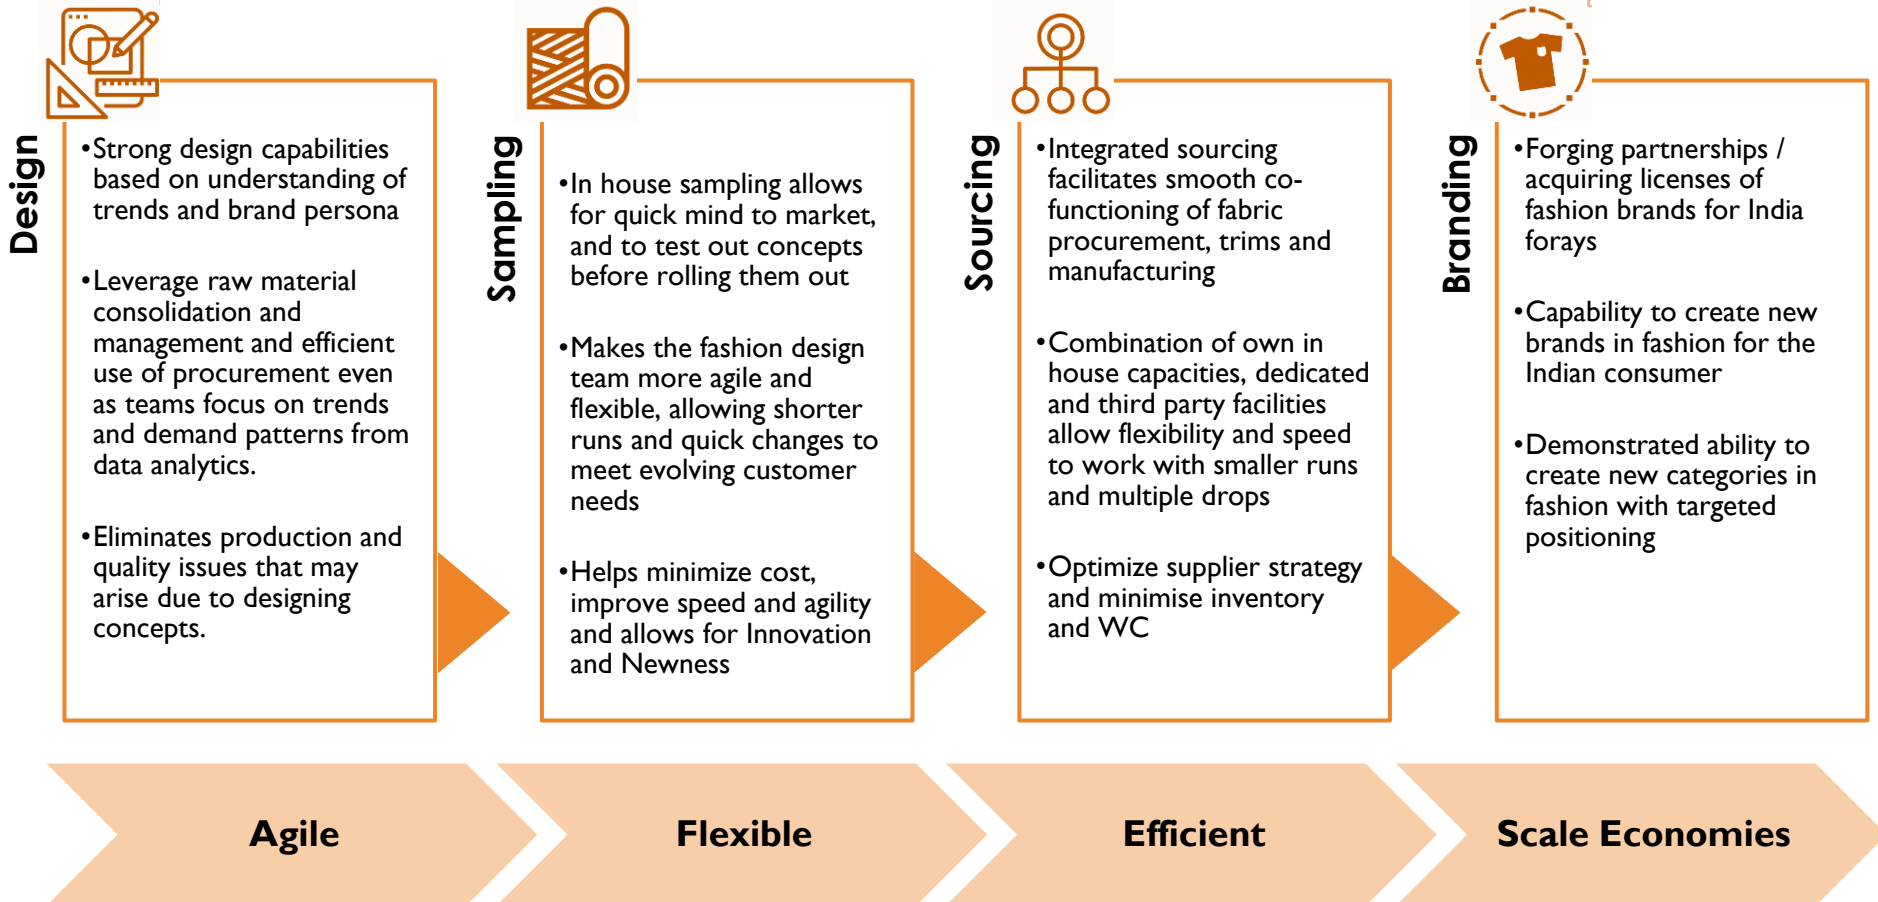 Design
•Strong design capabilities
based on understanding of
trends and brand persona
•Leverage raw material
consolidation and
management and efficient
use of procurement even
as teams focus on trends
and demand patterns from
data analytics.
•Eliminates production and
quality issues that may
arise due to designing
concepts.
Sampling
•In house sampling allows
for quick mind to market,
and to test out concepts
before rolling them out
•Makes the fashion design
team more agile and
flexible, allowing shorter
runs and quick changes to
meet evolving customer
needs
•Helps minimize cost,
improve speed and agility
and allows for Innovation
and Newness
Sourcing
•Integrated sourcing
facilitates smooth co-
functioning of fabric
procurement, trims and
manufacturing
•Combination of own in
house capacities, dedicated
and third party facilities
allow flexibility and speed
to work with smaller runs
and multiple drops
•Optimize supplier strategy
and minimise inventory
and WC
Branding
•Forging partnerships /
acquiring licenses of
fashion brands for India
forays
•Capability to create new
brands in fashion for the
Indian consumer
•Demonstrated ability to
create new categories in
fashion with targeted
positioning
Agile
Flexible
Efficient
Scale Economies